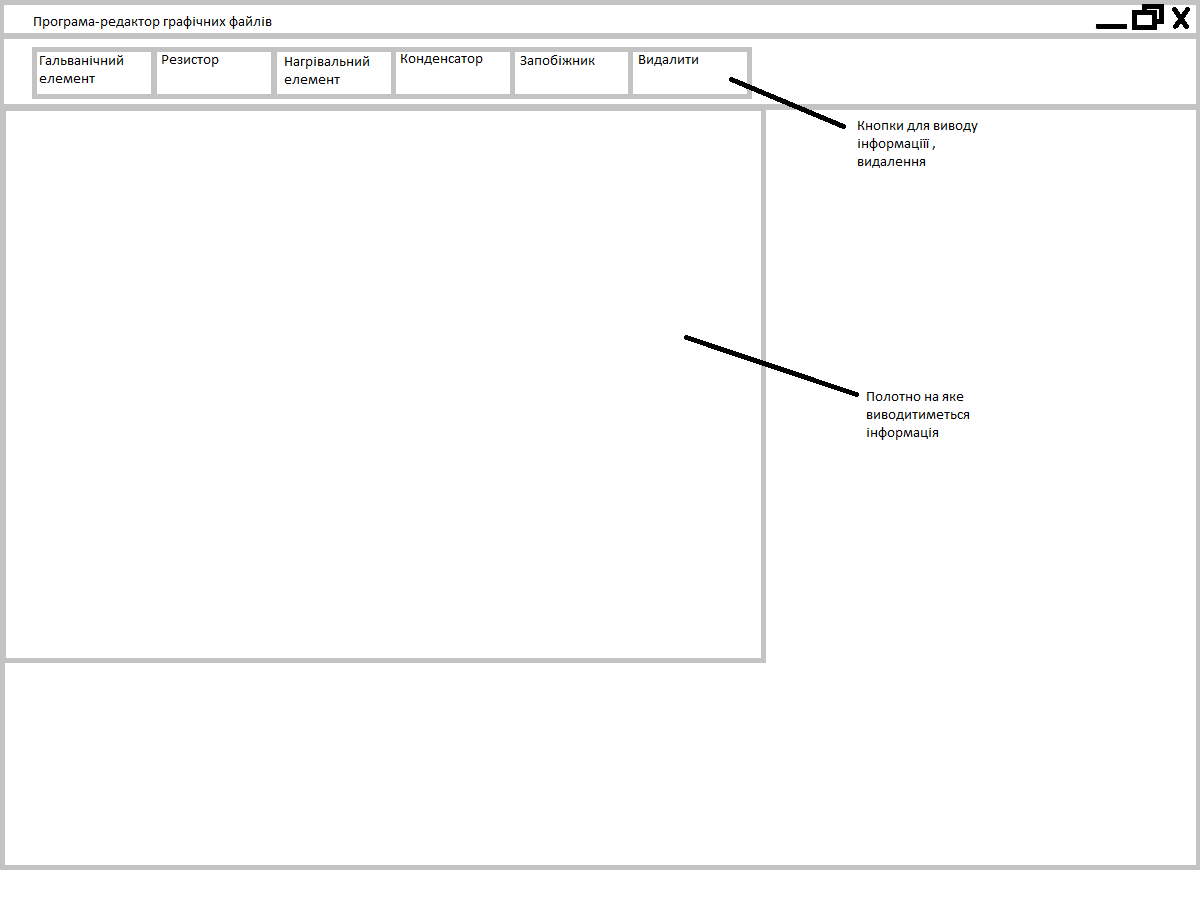 Програма-редактор графічних файлів
Гальванічний
елемент
Резистор
Нагрівальний
елемент
Конденсатор
Запобіжник
Видалити
Кнопки для виводу
інформаціїї ,
видалення
Полотно на яке
виводитиметься
інформація